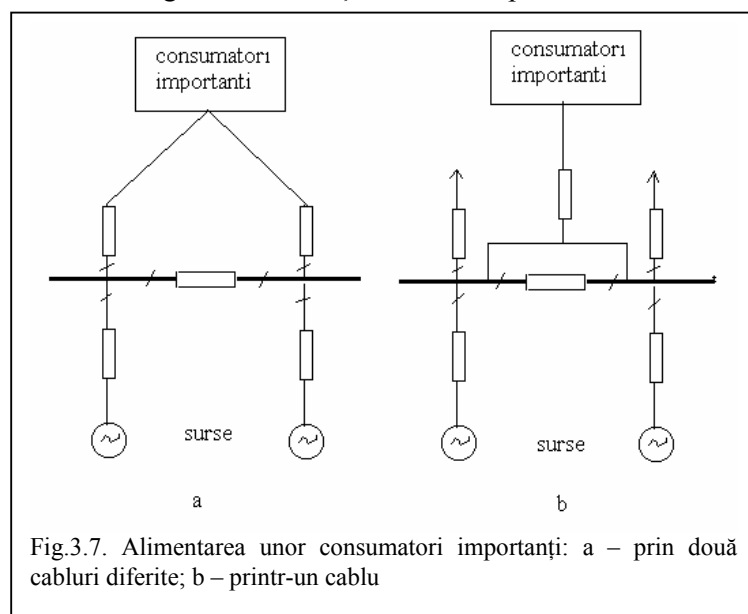 consumatori
importanti
consumatori
importanti
surse
surse
a
b
Fig.3.7. Alimentarea unor consumatori importanți: a – prin două
cabluri diferite; b – printr-un cablu